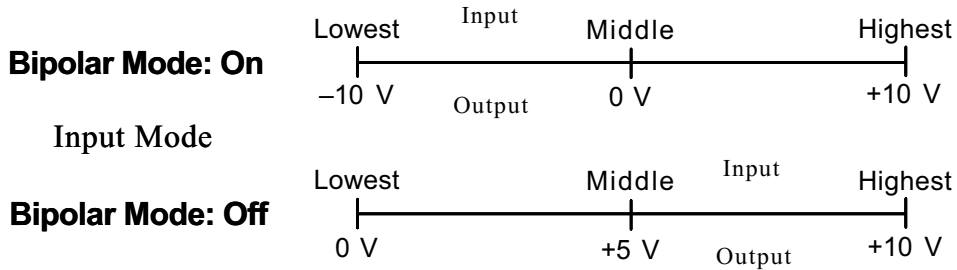 Input
Lowest Middle Highest
Bipolar Mode: On
–10 V 0 V +10 V
Output
Input Mode
Input
Lowest Middle Highest
Bipolar Mode: Off
0 V +5 V +10 V
Output